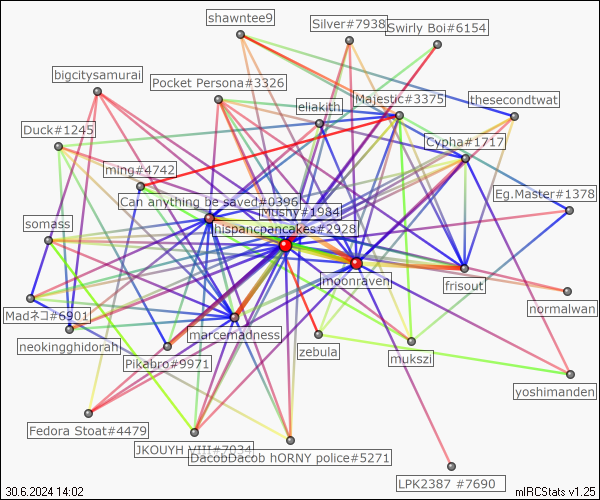 shawntee9
Silver#7938
Swirly Boi#6154
bigcitysamurai
Pocket Persona#3326
eliakith
Majestic#3375
thesecondtwat
Duck#1245
Cypha#1717
ming#4742
Can anything be saved#0396
Eg.Master#1378
Mushy#1984
somass
hispancpancakes#2928
moonraven
frisout
Madネコ#6901
normalwan
marcemadness
neokingghidorah
zebula
mukszi
Pikabro#9971
yoshimanden
Fedora Stoat#4479
JKOUYH VIII#7034
DacobDacob hORNY police#5271
LPK2387 #7690
30.6.2024 14:02
mIRCStats v1.25